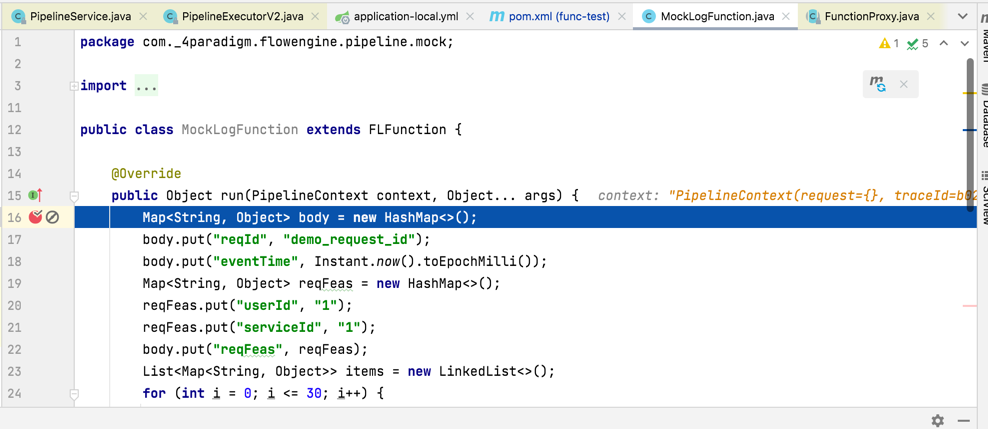 PipelineService.java PipelineExecutorV2.java application-local.yml pom.xml (func-test) MockLogFunction.java FunctionProxy.java
1 package com._4paradigm.flowengine.pipeline.mock; 1 5
2
3 import ...
11
12 public class MockLogFunction extends FLFunction {
13
14 @Override
15 public Object run(PipelineContext context, Object... args) { context: "PipelineContext(request={}, traceId=b02
16 Map<String, Object> body = new HashMap<>();
17 body.put("reqId", "demo_request_id");
18 body.put("eventTime", Instant.now().toEpochMilli());
19 Map<String, Object> reqFeas = new HashMap<>();
20 reqFeas.put("userId", "1");
21 reqFeas.put("serviceId", "1");
22 body.put("reqFeas", reqFeas);
23 List<Map<String, Object>> items = new LinkedList<>();
24 for (int i = 0; i <= 30; i++) {
Maven
Database
SciView